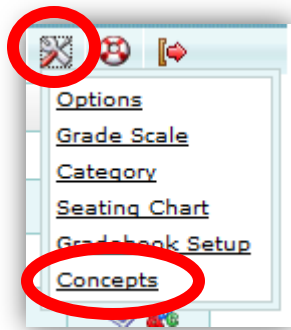 Options
Grade Scale
Category
Seating Chart
Gradebook Setup
Concepts